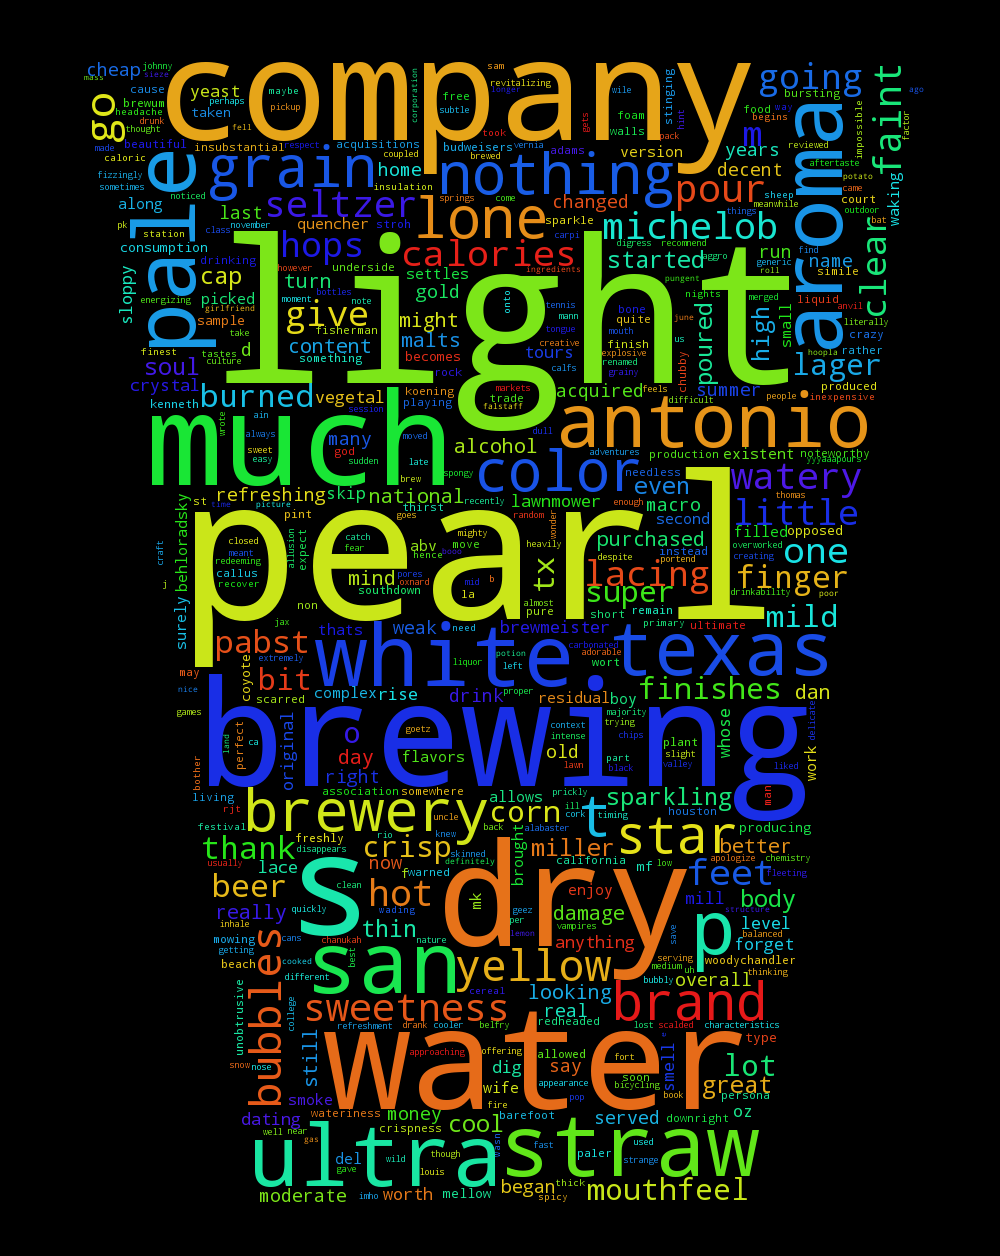 company
cheap
johnny
sieze
mass
cause
yeast
maybe
free
sam
revitalizing
longer
wile
stinging
going
bursting
ago
go
brewum
headache
drunk
thought
perhaps
taken
pickup
fell
subtle
corporation
took
foam
gets
walls
hint
pack
food
way
begins
m
impossible
factor
faint
made
beautiful
insubstantial
respect
acquisitions
coupled
budweisers
brewed
vernia
adams
version
years
reviewed
aroma
caloric
fizzingly
sometimes
pale
grain
home
insulation
nothing
springs
come
decent
pour
changed
sheep
meanwhile
things
aftertaste
potato
came
court
outdoor
bat
waking
noticed
along
last
seltzer
quencher
stroh
lone
sparkle
carpi
michelob
pk
station
class
november
consumption
drinking
hops
underside
calories
however
ingredients
digress
recommend
started
aggro
pungent
generic
roll
find
run
name
simile
clear
light
cap
turn
settles
energizing
picked
girlfriend
moment
bottles
note
gold
onto
tennis
bone
nights
merged
liquid
anvil
literally
sloppy
sample
take
give
fisherman
might
mann
quite
june
small
crazy
tongue
creative
mouth
finish
us
poured
high
hoopla
rather
finest
tastes
d
culture
content
something
malts
becomes
tours
explosive
renamed
grainy
chubby
lager
soul
crystal
rock
calfs
feels
summer
people
produced
inexpensive
kenneth
burned
vegetal
koening
playing
markets
trade
falstaff
acquired
difficult
antonio
much
wrote
ain
session
moved
dull
always
many
god
sweet
easy
sudden
late
alcohol
adventures
production
existent
noteworthy
yyyaaapours
spongy
brew
color
needless
even
watery
st
refreshing
skip
national
recently
lawnmower
enough
macro
thomas
little
behloradsky
time
picture
thirst
pint
goes
random
wonder
second
filled
opposed
pearl
closed
meant
redeeming
allusion
expect
catch
fear
abv
hence
move
mighty
booo
heavily
purchased
instead
overworked
creating
one
craft
callus
recover
j
mind
southdown
pores
oxnard
mid
la
b
tx
despite
portend
lacing
finger
drinkability
poor
surely
non
jax
almost
pure
super
short
remain
primary
ultimate
mild
pabst
thats
weak
need
brewmeister
carbonated
white
texas
adorable
wort
extremely
may
nice
coyote
bit
scarred
complex
rise
liquor
potion
left
drink
proper
residual
boy
finishes
dan
games
brewing
land
perfect
ca
original
o
day
right
goetz
flavors
context
intense
old
majority
trying
chips
part
black
plant
slight
valley
whose
liked
delicate
work
bother
living
rjt
association
somewhere
lawn
prickly
allows
ill
cork
timing
sparkling
houston
man
festival
brewery
uncle
corn
back
alabaster
t
star
producing
usually
thank
freshly
disappears
rio
crisp
knew
skinned
definitely
miller
california
mf
low
better
apologize
chemistry
fleeting
lace
now
f
warned
brought
beer
s
clean
hot
dry
mk
enjoy
feet
mill
structure
body
really
inhale
quickly
wading
geez
per
lemon
damage
vampires
p
save
level
balanced
mowing
getting
cans
chanukah
thin
nature
anything
serving
forget
beach
cooked
best
different
san
yellow
medium
uh
woodychandler
thinking
bubbly
overall
unobtrusive
bubbles
college
cereal
looking
real
brand
sweetness
refreshment
drank
cooler
belfry
redheaded
lost
scalded
characteristics
snow
nose
still
water
approaching
offering
dig
allowed
say
fort
smell
type
lot
smoke
wife
fire
appearance
pop
soon
bicycling
book
great
persona
dating
wateriness
money
crispness
cool
barefoot
served
downright
oz
well
near
gas
ultra
though
wasn
fast
straw
used
strange
paler
del
gave
wild
louis
moderate
imho
worth
mellow
began
thick
spicy
mouthfeel